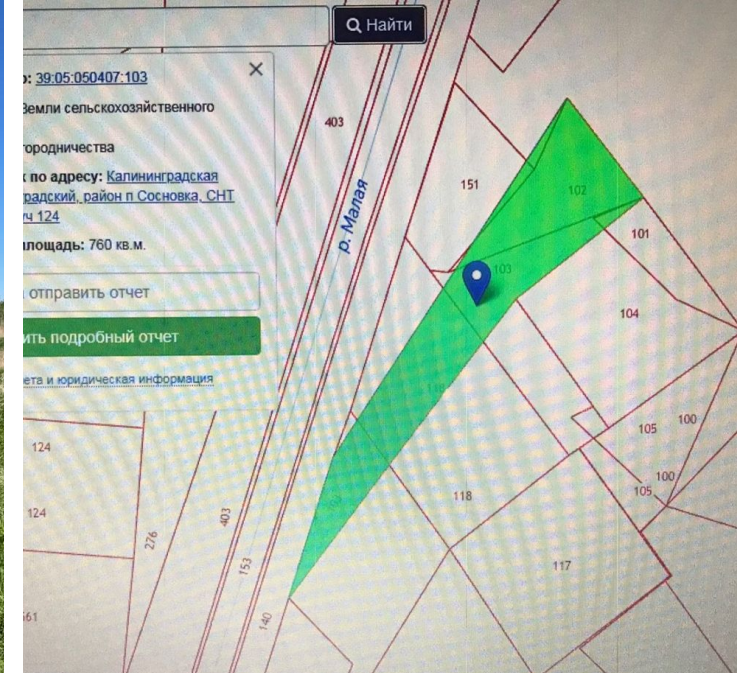 Найти
р: 39:05:050407:103
Земли сельскохозяйственного
городничества
к по адресу: Калининградская
градский, район п Сосновка, СНТ
уч 124
площадь: 760 кв.м.
отправить отчет
ить подробный отчет
ета и юридическая информация
р. Малая
403
151
102
101
103
104
124
118
105
100
100
105
124
276
403
153
117
61
140